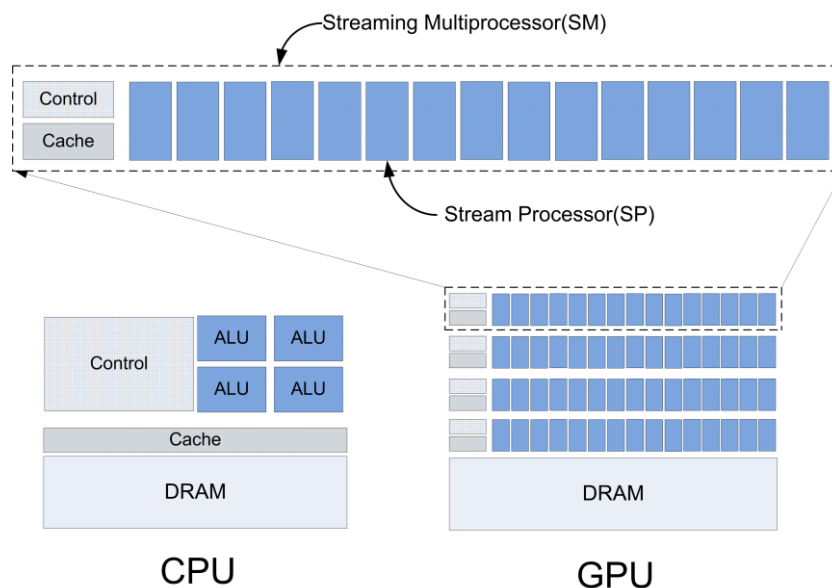 Streaming Multiprocessor(SM)
Control
Cache
Stream Processor(SP)
Control
ALU ALU
ALU ALU
Cache
DRAM
DRAM
CPU
GPU